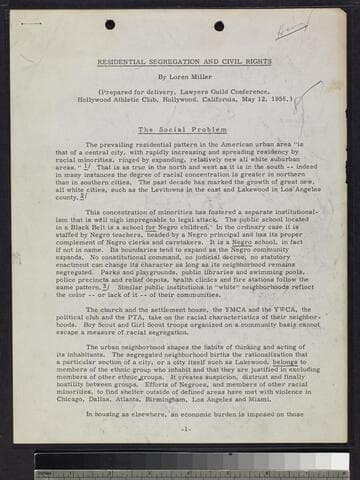 RESIDENTIAL SEGREGATION AND CIVIL RIGHTS
By Loren Miller
(Prepared for delivery, Lawyers Guild Conference,
Hollywood Athletic Club, Hollywood, California, May 12, 1956.)
The Social Problem
The prevailing residential pattern in the American urban area "is
that of a central city, with rapidly increasing and spreading residency by
racial minorities, ringed by expanding, relatively new all white suburban
areas." 1/ That is as true in the north and west as it is in the south -- indeed
in many instances the degree of racial concentration is greater in northern
than in southern cities. The past decade has marked the growth of great new,
all white cities, such as the Levittowns in the east and Lakewood in Los Angeles
county. 2/
This concentration of minorities has fostered a separate institutional-
ism that is well nigh impregnable to legal attack. The public school located
in a Black Belt is a school for Negro children. In the ordinary case it is
staffed by Negro teachers, headed by a Negro principal and has its proper
complement of Negro clerks and caretakers. It is a Negro school, in fact
if not in name. Its boundaries tend to expand as the Negro community
expands. No constitutional command, no judicial decree, no statutory
enactment can change its character as long as its neighborhood remains
segregated. Parks and playgrounds, public libraries and swimming pools,
police precincts and relief depots, health clinics and fire stations follow the
same pattern. 3/ Similar public institutions in "white" neighborhoods reflect
the color -- or lack of it -- of their communities.
The church and the settlement house, the YMCA and the YWCA, the
political club and the PTA, take on the racial characteristics of their neighbor-
hoods. Boy Scout and Girl Scout troops organized on a community basis cannot
escape a measure of racial segregation.
The urban neighborhood shapes the habits of thinking and acting of
its inhabitants. The segregated neighborhood births the rationalization that
a particular section of a city, or a city itself such as Lakewood, belongs to
members of the ethnic group who inhabit and that they are justified in excluding
members of other ethnic groups. It creates suspicion, distrust and finally
hostility between groups. Efforts of Negroes, and members of other racial
minorities, to find shelter outside of defined areas have met with violence in
Chicago, Dallas, Atlanta, Birmingham, Los Angeles and Miami.
In housing as elsewhere, an economic burden is imposed on those
-1-